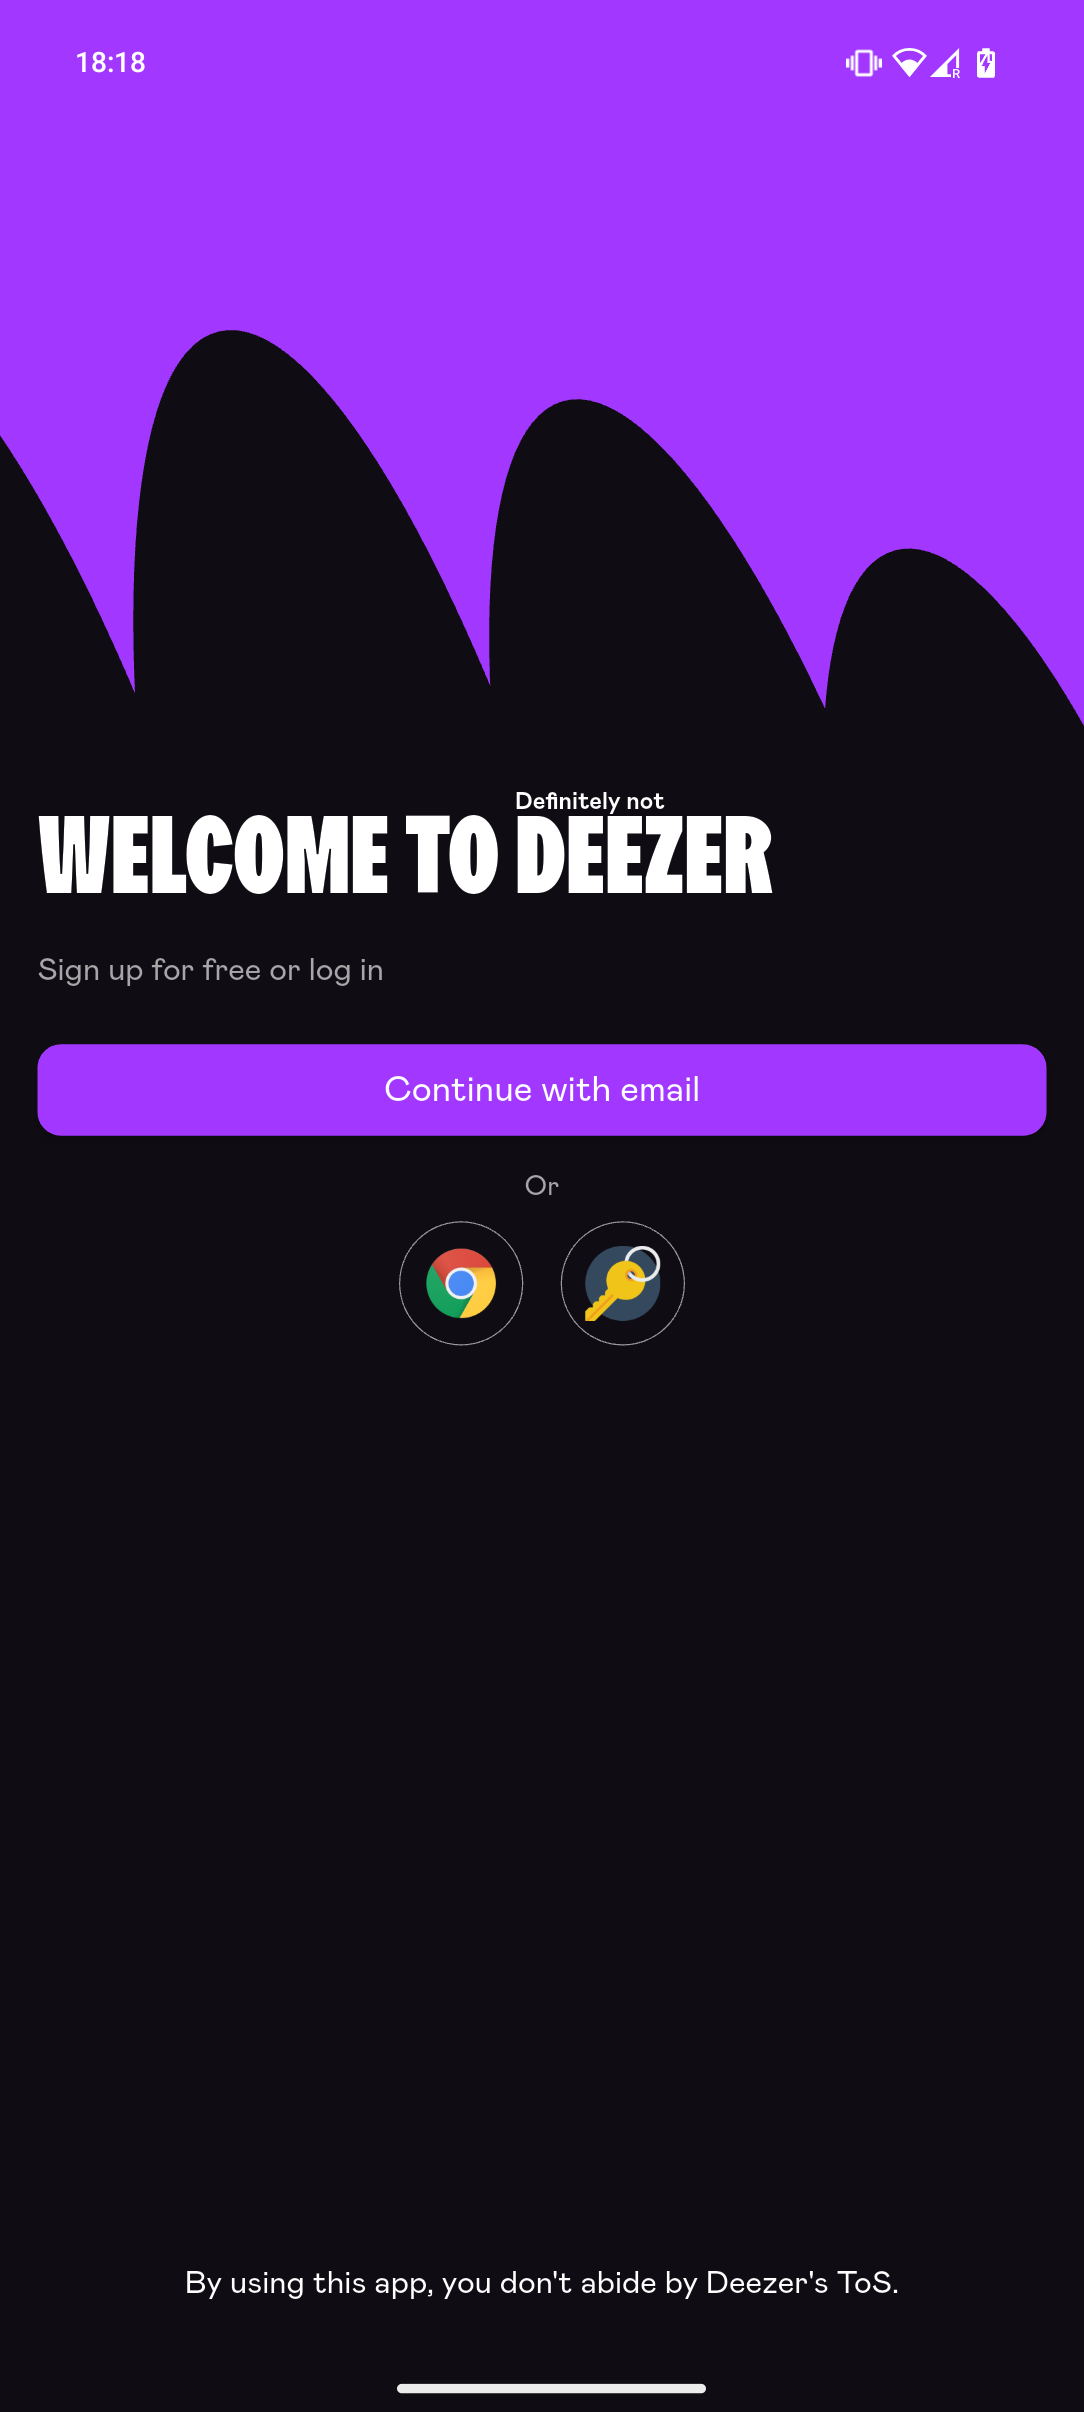 18:18
R
Definitely not
WELCOME TO DEEZER
Sign up for free or log in
Continue with email
Or
By using this app, you don't abide by Deezer's ToS.